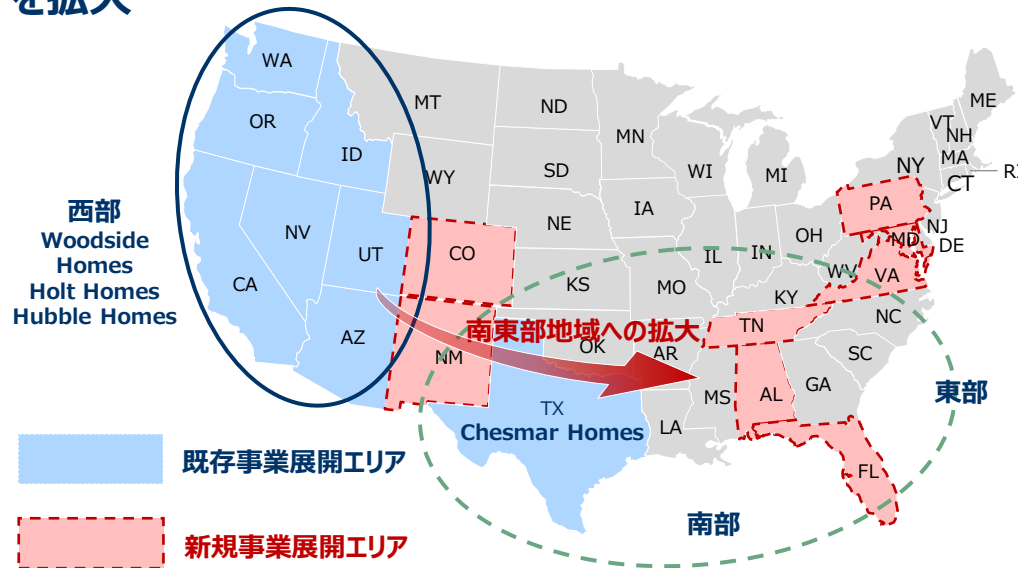 を拡大
WA
OR
ID
MT
WY
NV
UT
CA
AZ
CO
NM
ND
SD
NE
KS
OK
TX
Chesmar Homes
MN
IA
MO
AR
LA
WI
IL
MI
IN
OH
KY
TN
MS
AL
GA
FL
SC
NC
VA
WV
MD
DE
NJ
PA
NY
CT
MA
NH
VT
ME
西部
Woodside
Homes
Holt Homes
Hubble Homes
南東部地域への拡大
東部
南部
既存事業展開エリア
新規事業展開エリア